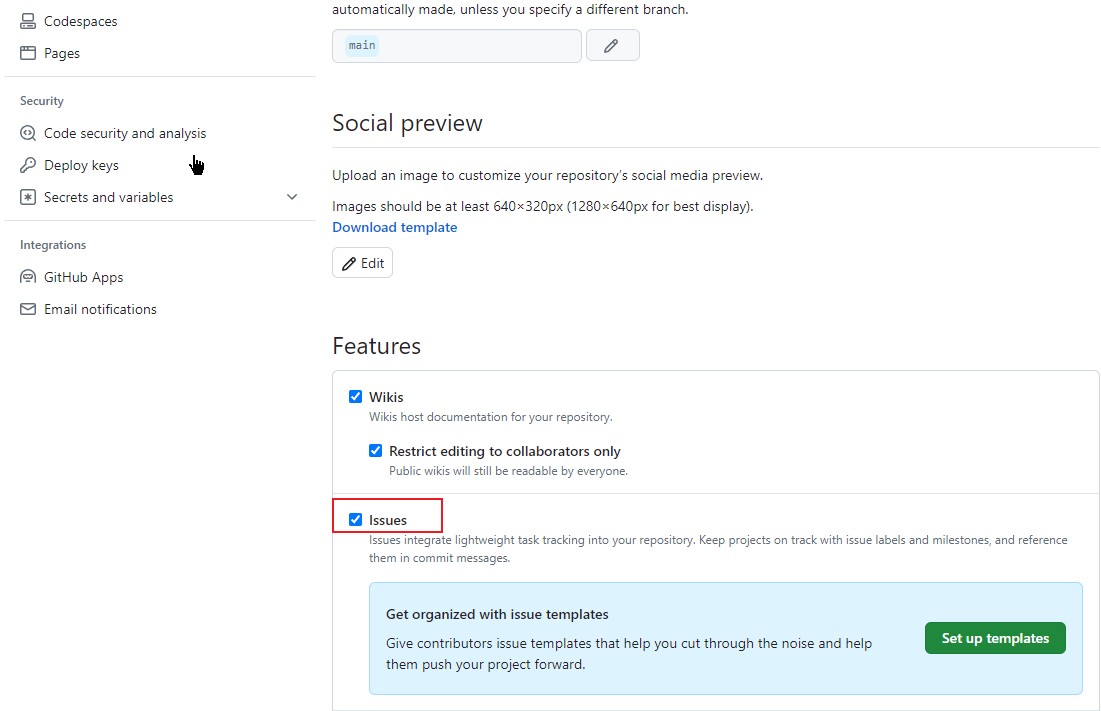 Codespaces
Pages
Security
Code security and analysis
Deploy keys
Secrets and variables
Integrations
GitHub Apps
Email notifications
automatically made, unless you specify a different branch.
main
Social preview
Upload an image to customize your repository’s social media preview.
Images should be at least 640×320px (1280×640px for best display).
Download template
Edit
Features
Wikis
Wikis host documentation for your repository.
Restrict editing to collaborators only
Public wikis will still be readable by everyone.
Issues
Issues integrate lightweight task tracking into your repository. Keep projects on track with issue labels and milestones, and reference
them in commit messages.
Get organized with issue templates
Give contributors issue templates that help you cut through the noise and help
them push your project forward.
Set up templates